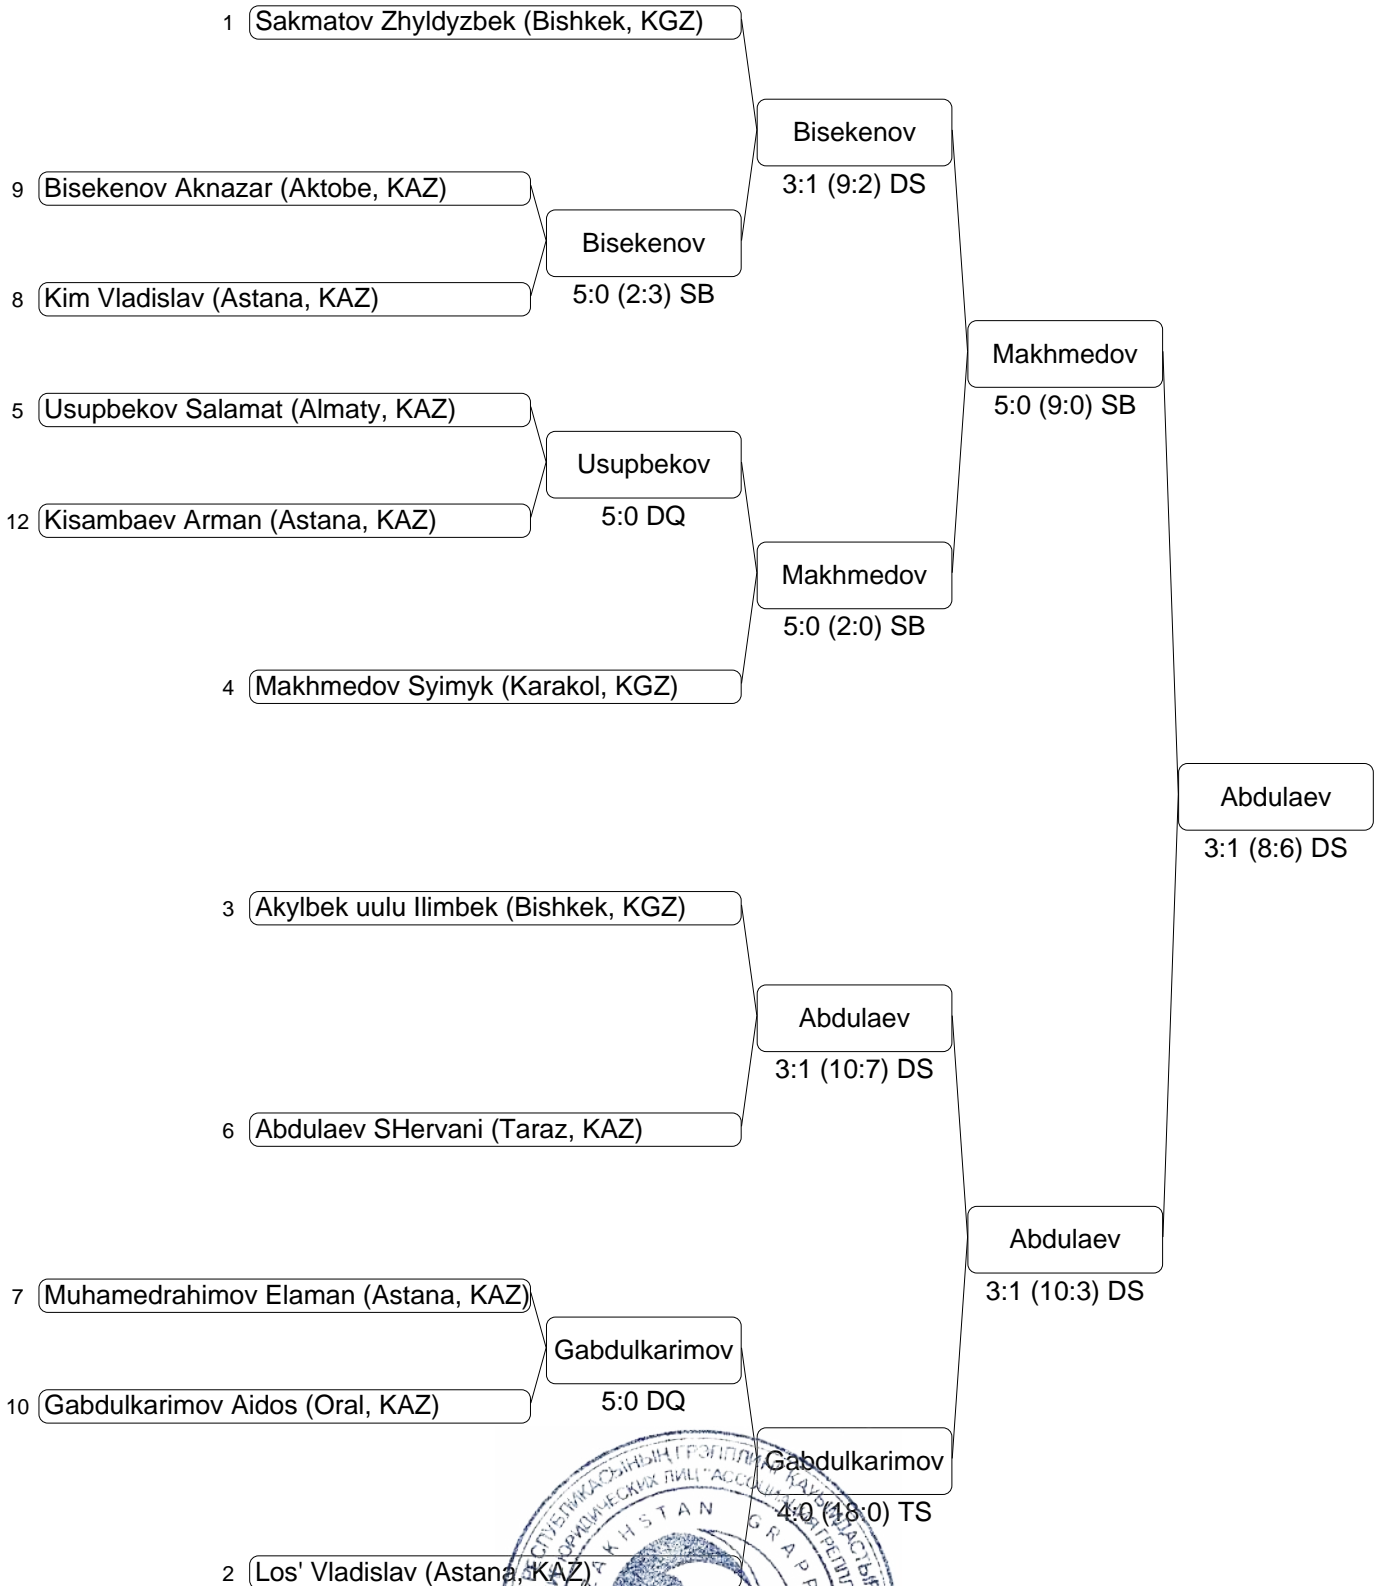 1 Sakmatov Zhyldyzbek (Bishkek, KGZ)
Bisekenov
3:1 (9:2) DS
9 Bisekenov Aknazar (Aktobe, KAZ)
Bisekenov
5:0 (2:3) SB
8 Kim Vladislav (Astana, KAZ)
Makhmedov
5:0 (9:0) SB
5 Usupbekov Salamat (Almaty, KAZ)
Usupbekov
5:0 DQ
12 Kisambaev Arman (Astana, KAZ)
Makhmedov
5:0 (2:0) SB
4 Makhmedov Syimyk (Karakol, KGZ)
Abdulaev
3:1 (8:6) DS
3 Akylbek uulu Ilimbek (Bishkek, KGZ)
Abdulaev
3:1 (10:7) DS
6 Abdulaev SHervani (Taraz, KAZ)
Abdulaev
3:1 (10:3) DS
7 Muhamedrahimov Elaman (Astana, KAZ)
Gabdulkarimov
5:0 DQ
10 Gabdulkarimov Aidos (Oral, KAZ)
Gabdulkarimov
4:0 (18:0) TS
2 Los' Vladislav (Astana, KAZ)